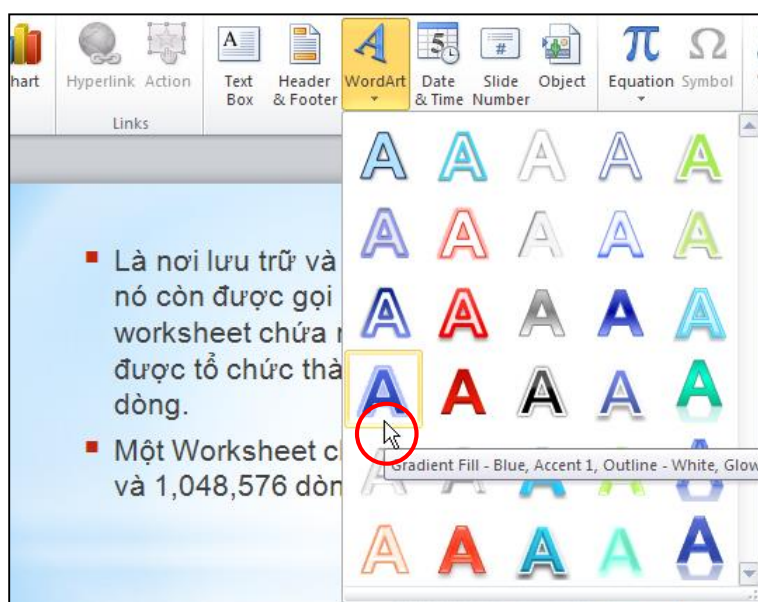 hart Hyperlink Action Text Box Header & Footer WordArt Date & Time Slide Number Object Equation Symbol
Links
Là nơi lưu trữ và
nó còn được gọi
worksheet chứa
được tổ chức thà
dòng.
Một Worksheet
và 1,048,576 dòn
Gradient Fill - Blue, Accent 1, Outline - White, Glow